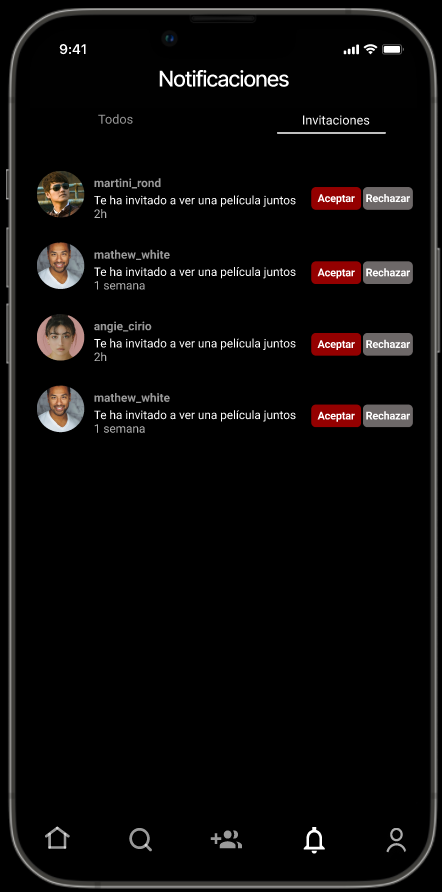 9:41
Notificaciones
Todos
Invitaciones
martini_rond
Te ha invitado a ver una película juntos
2h
Aceptar
Rechazar
mathew_white
Te ha invitado a ver una película juntos
1 semana
Aceptar
Rechazar
angie_cirio
Te ha invitado a ver una película juntos
2h
Aceptar
Rechazar
mathew_white
Te ha invitado a ver una película juntos
1 semana
Aceptar
Rechazar